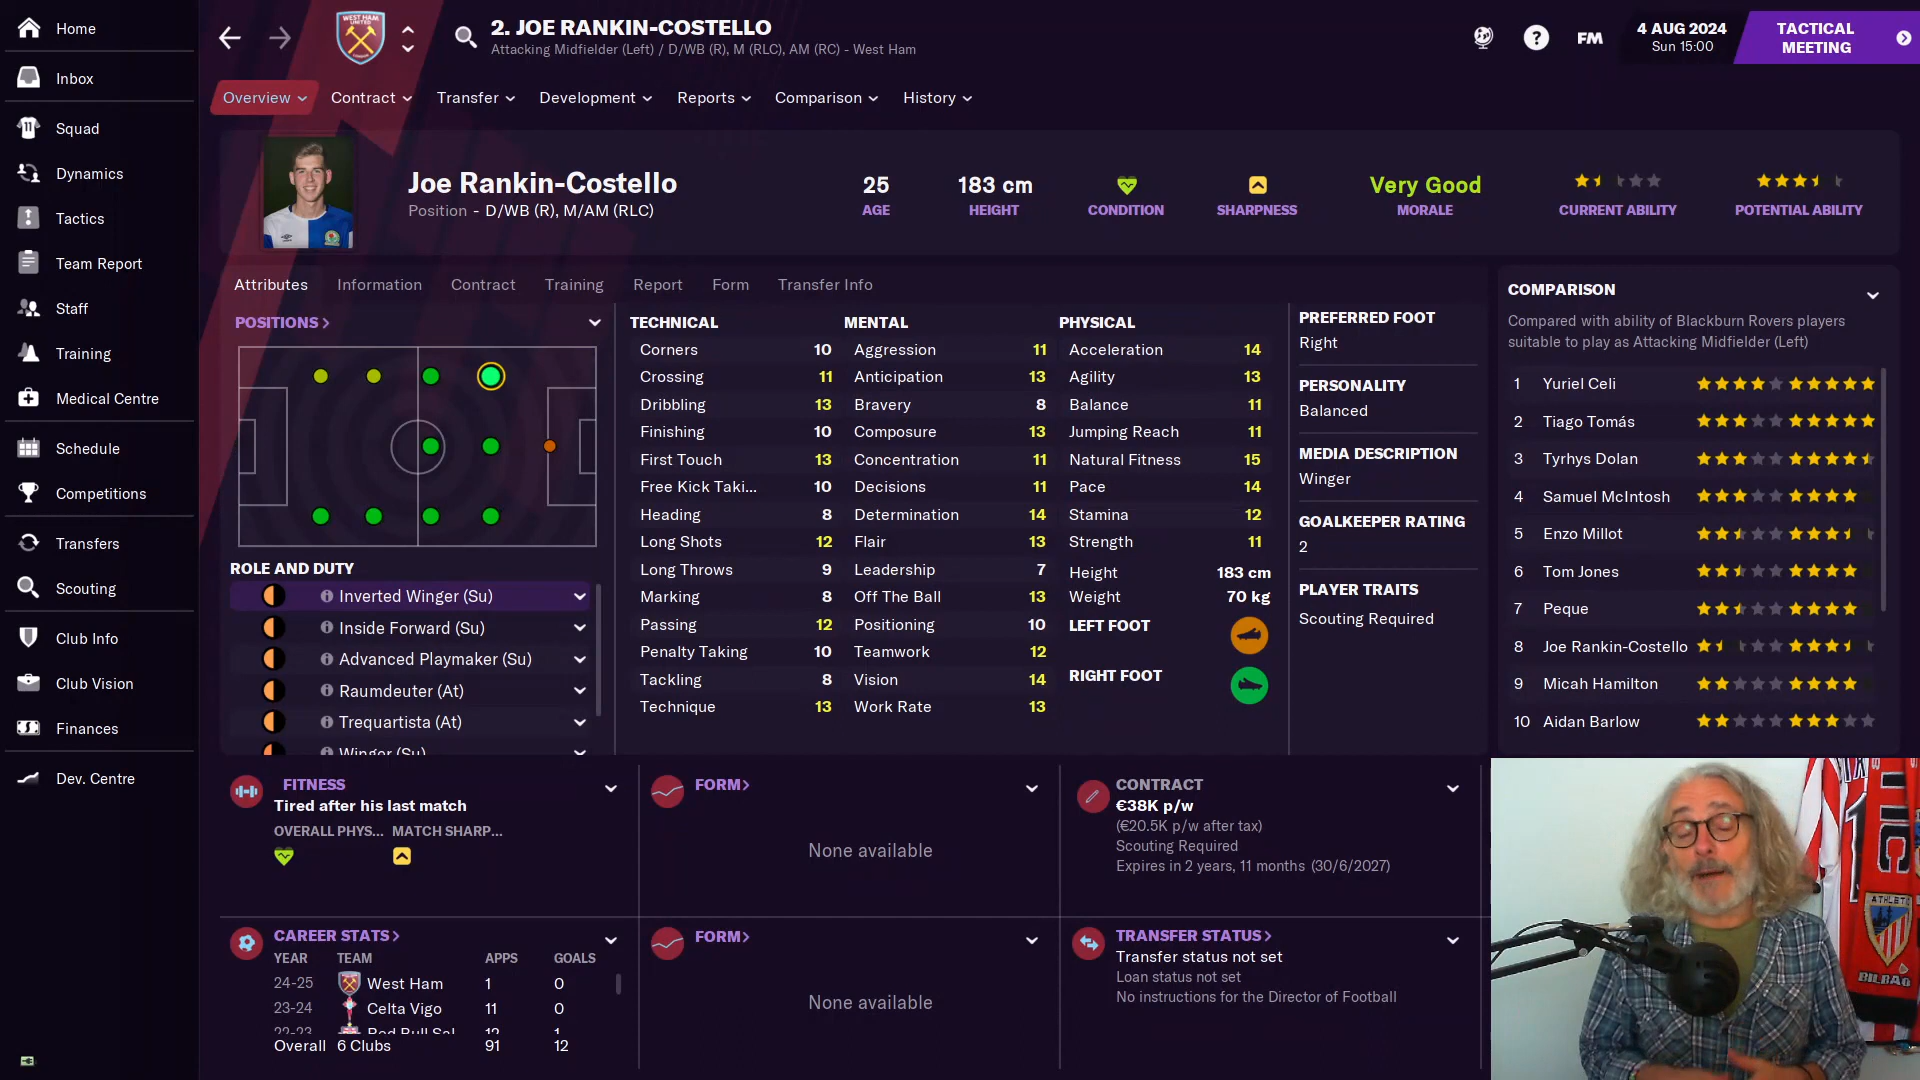 Home
Inbox
Squad
Dynamics
Tactics
Team Report
Staff
Training
Medical Centre
Schedule
Competitions
Transfers
Scouting
Club Info
Club Vision
Finances
Dev. Centre
WEST HAM
UNITED
2. JOE RANKIN-COSTELLO
Attacking Midfielder (Left) / D/WB (R), M (RLC), AM (RC) - West Ham
?
FM
4 AUG 2024
Sun 15:00
TACTICAL
MEETING
Overview
Contract
Transfer
Development
Reports
Comparison
History
Joe Rankin-Costello
Position - D/WB (R), M/AM (RLC)
25
AGE
183 cm
HEIGHT
CONDITION
SHARPNESS
Very Good
MORALE
CURRENT ABILITY
POTENTIAL ABILITY
Attributes Information Contract Training Report Form Transfer Info
POSITIONS
ROLE AND DUTY
Inverted Winger (Su)
Inside Forward (Su)
Advanced Playmaker (Su)
Raumdeuter (At)
Trequartista (At)
Winger (Su)
TECHNICAL
Corners 10
Crossing 11
Dribbling 13
Finishing 10
First Touch 13
Free Kick Taki... 10
Heading 8
Long Shots 12
Long Throws 9
Marking 8
Passing 12
Penalty Taking 10
Tackling 8
Technique 13
MENTAL
Aggression 11
Anticipation 13
Bravery 8
Composure 13
Concentration 11
Decisions 11
Determination 14
Flair 13
Leadership 7
Off The Ball 13
Positioning 10
Teamwork 12
Vision 14
Work Rate 13
PHYSICAL
Acceleration 14
Agility 13
Balance 11
Jumping Reach 11
Natural Fitness 15
Pace 14
Stamina 12
Strength 11
Height 183 cm
Weight 70 kg
LEFT FOOT
RIGHT FOOT
PREFERRED FOOT
Right
PERSONALITY
Balanced
MEDIA DESCRIPTION
Winger
GOALKEEPER RATING
2
PLAYER TRAITS
Scouting Required
COMPARISON
Compared with ability of Blackburn Rovers players
suitable to play as Attacking Midfielder (Left)
1 Yuriel Celi
2 Tiago Tomás
3 Tyrhys Dolan
4 Samuel McIntosh
5 Enzo Millot
6 Tom Jones
7 Peque
8 Joe Rankin-Costello
9 Micah Hamilton
10 Aidan Barlow
FITNESS
Tired after his last match
OVERALL PHYS... MATCH SHARP...
FORM
None available
CONTRACT
€38K p/w
(€20.5K p/w after tax)
Scouting Required
Expires in 2 years, 11 months (30/6/2027)
CAREER STATS
YEAR TEAM APPS GOALS
24-25 West Ham 1 0
23-24 Celta Vigo 11 0
22-23 Red Bull Sal 12 1
Overall 6 Clubs 91 12
FORM
None available
TRANSFER STATUS
Transfer status not set
Loan status not set
No instructions for the Director of Football
ATHLETIC
BILBAO